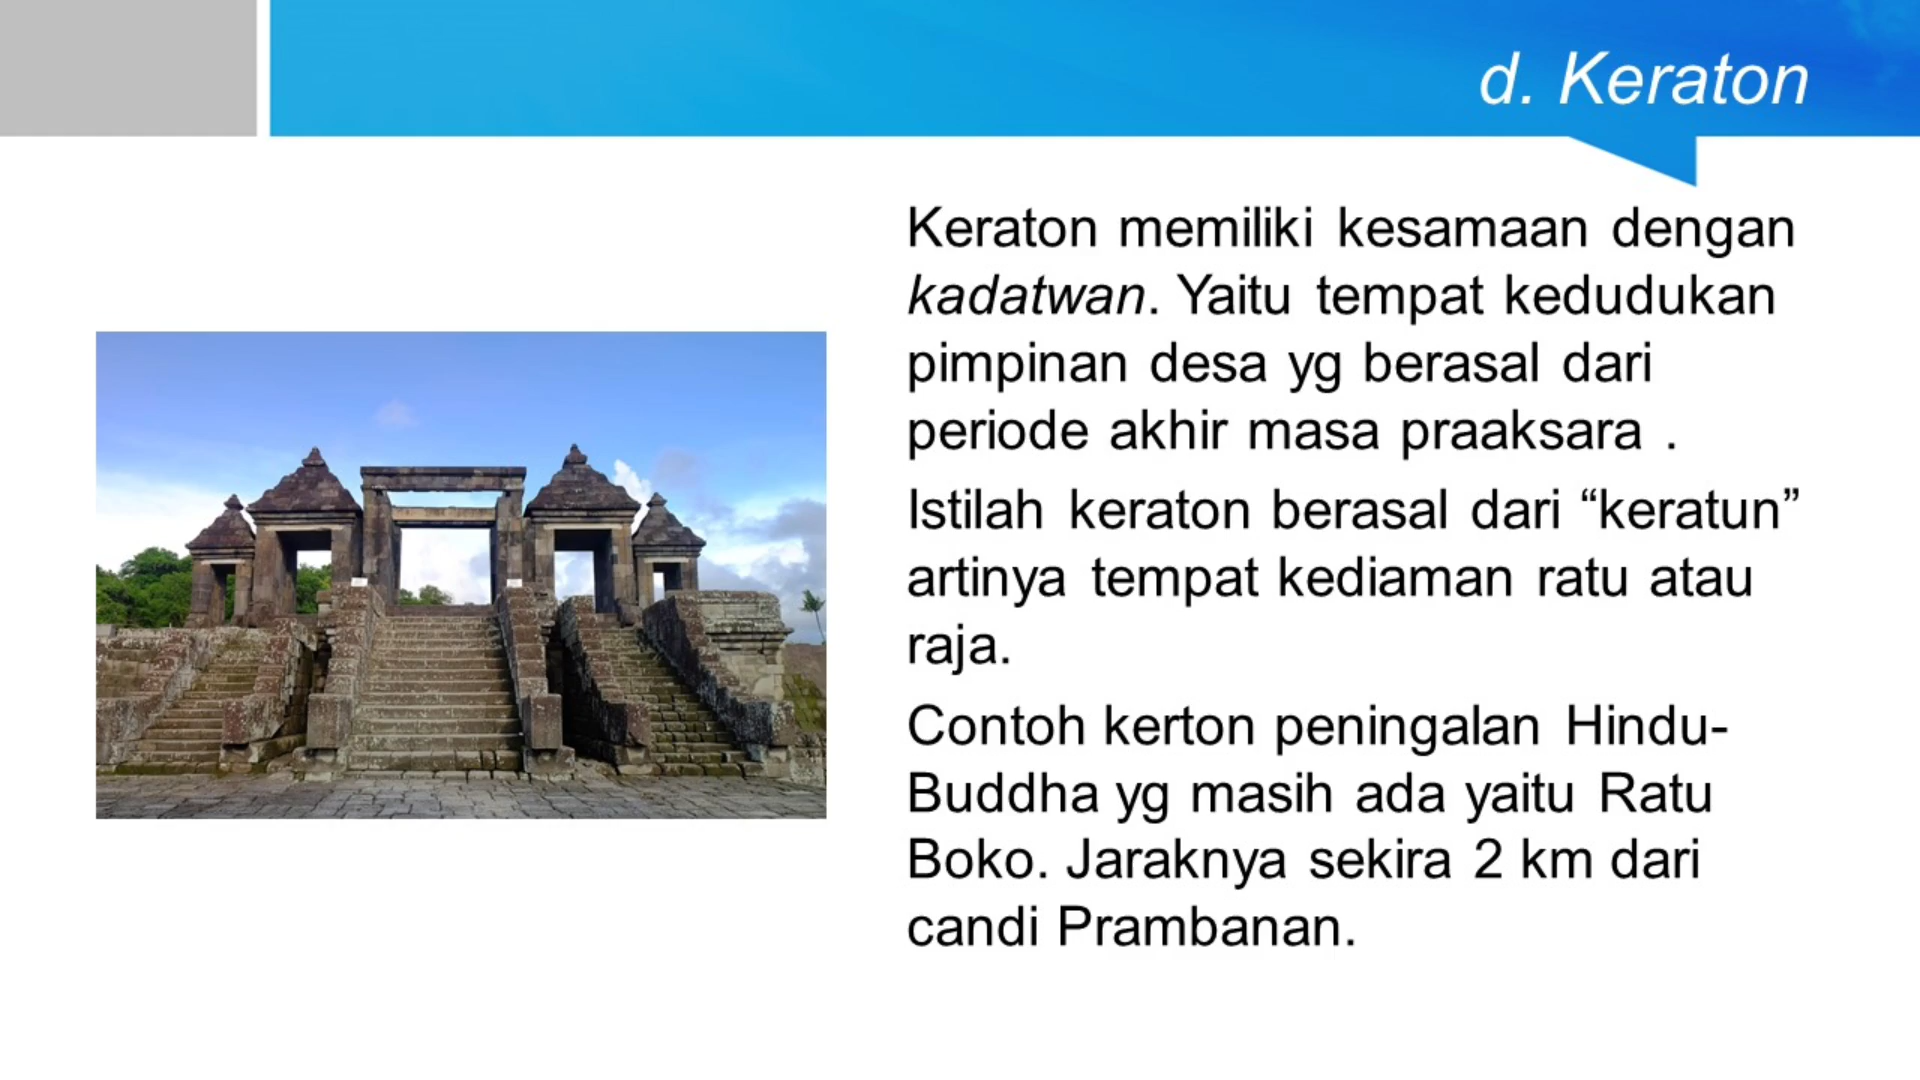 d. Keraton
Keraton memiliki kesamaan dengan
kadatwan. Yaitu tempat kedudukan
pimpinan desa yg berasal dari
periode akhir masa praaksara .
Istilah keraton berasal dari “keratun”
artinya tempat kediaman ratu atau
raja.
Contoh kerton peningalan Hindu-
Buddha yg masih ada yaitu Ratu
Boko. Jaraknya sekira 2 km dari
candi Prambanan.